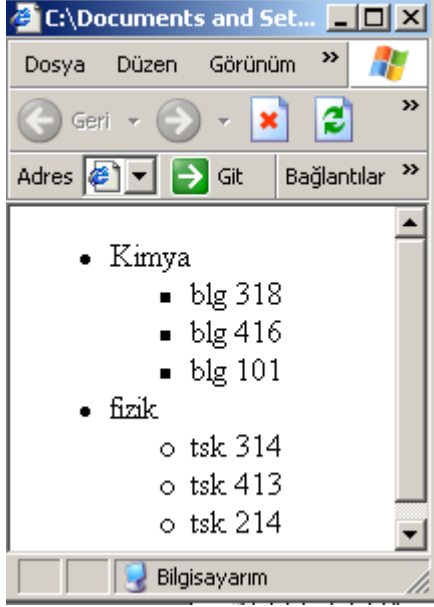 C:\Documents and Set...
Dosya Düzen Görünüm »
Geri »
Adres Git Bağlantılar »
• Kimya
▪ blg 318
▪ blg 416
▪ blg 101
• fizik
○ tsk 314
○ tsk 413
○ tsk 214
Bilgisayarım